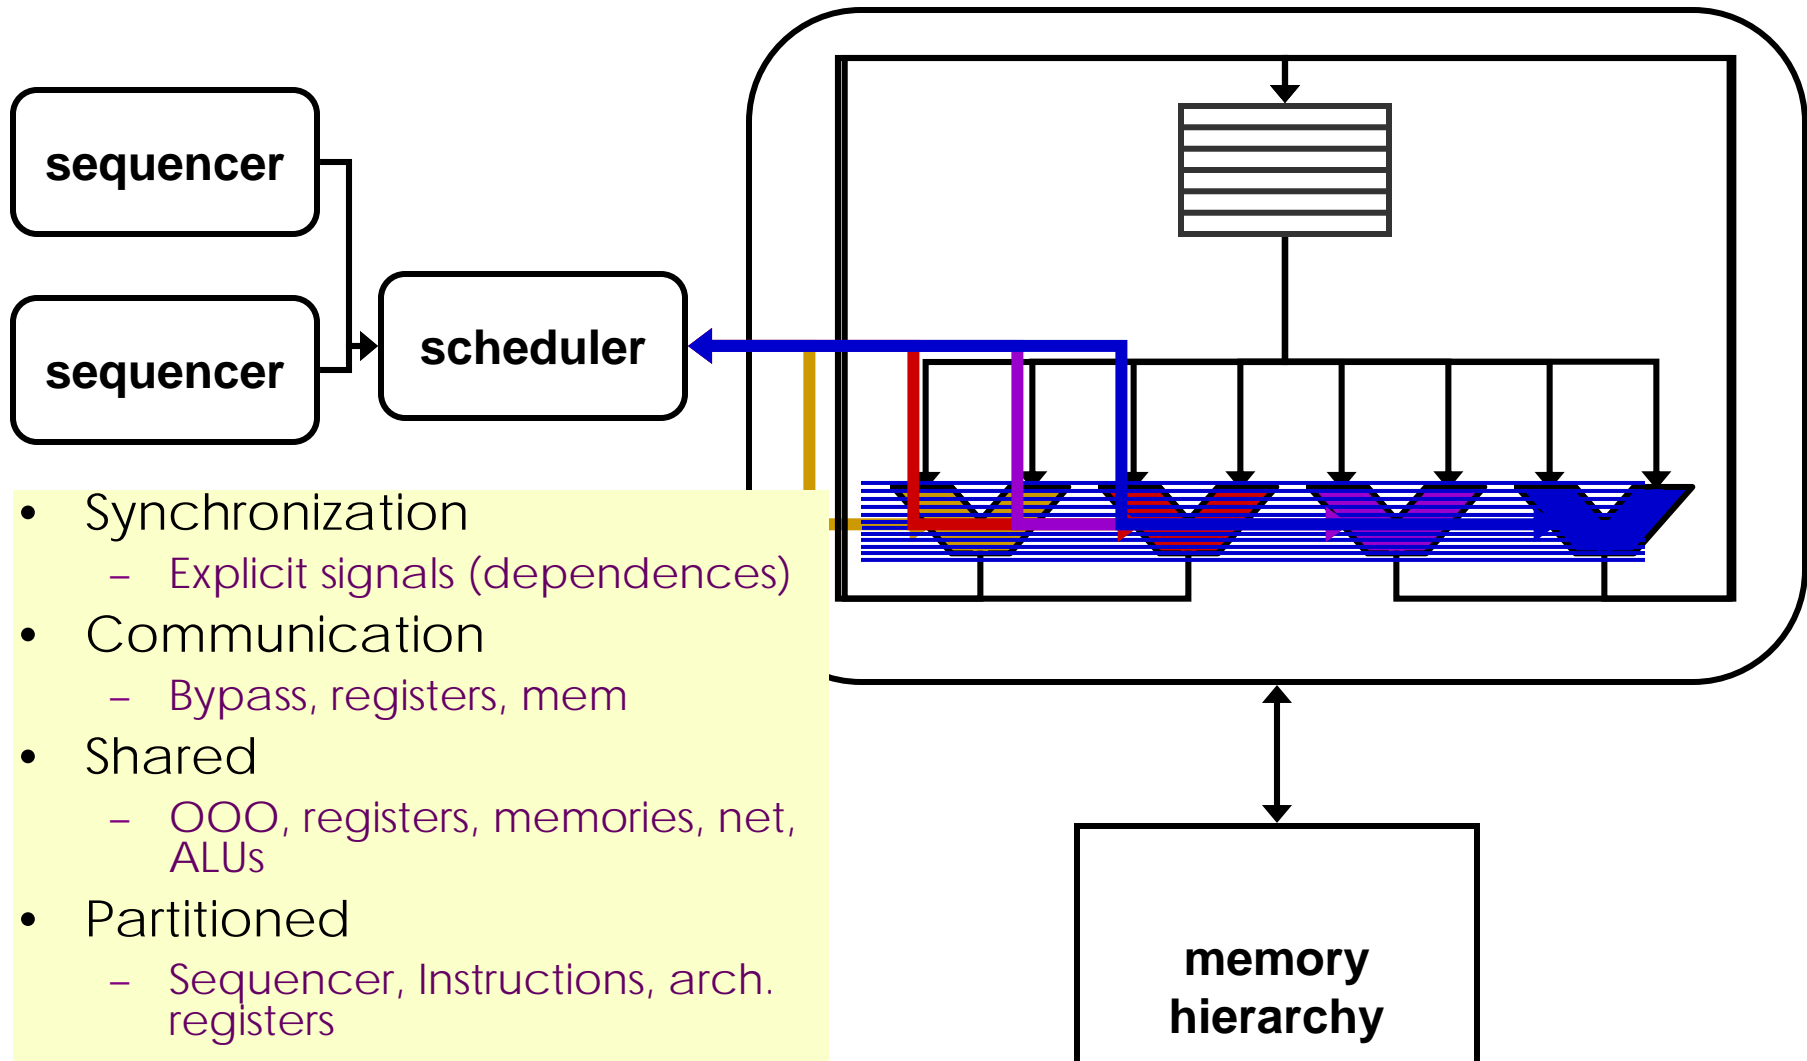 sequencer
sequencer
scheduler
• Synchronization
– Explicit signals (dependences)
• Communication
– Bypass, registers, mem
• Shared
– OOO, registers, memories, net,
ALUs
• Partitioned
– Sequencer, Instructions, arch.
registers
memory
hierarchy